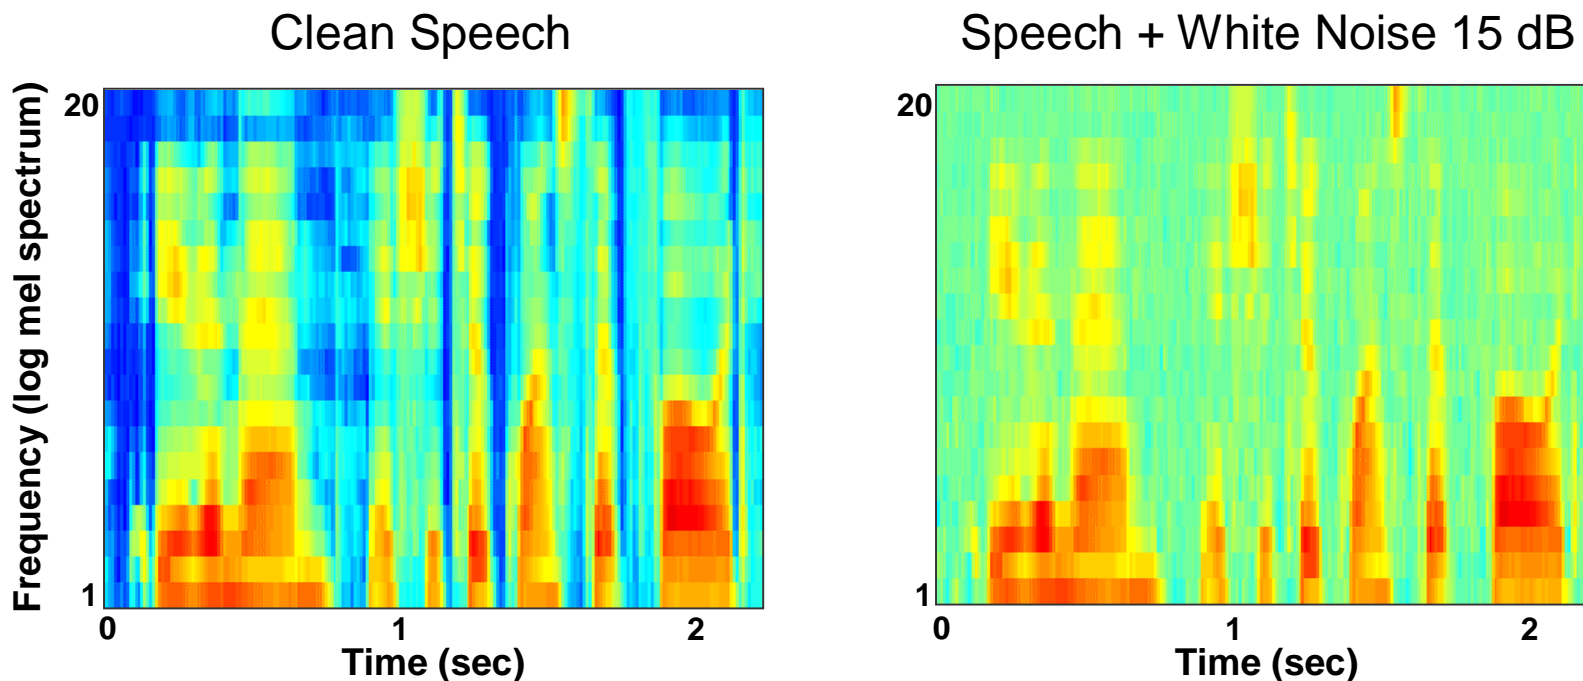 Clean Speech
Frequency (log mel spectrum)
20
1
0 1 2
Time (sec)
Speech + White Noise 15 dB
20
1
0 1 2
Time (sec)